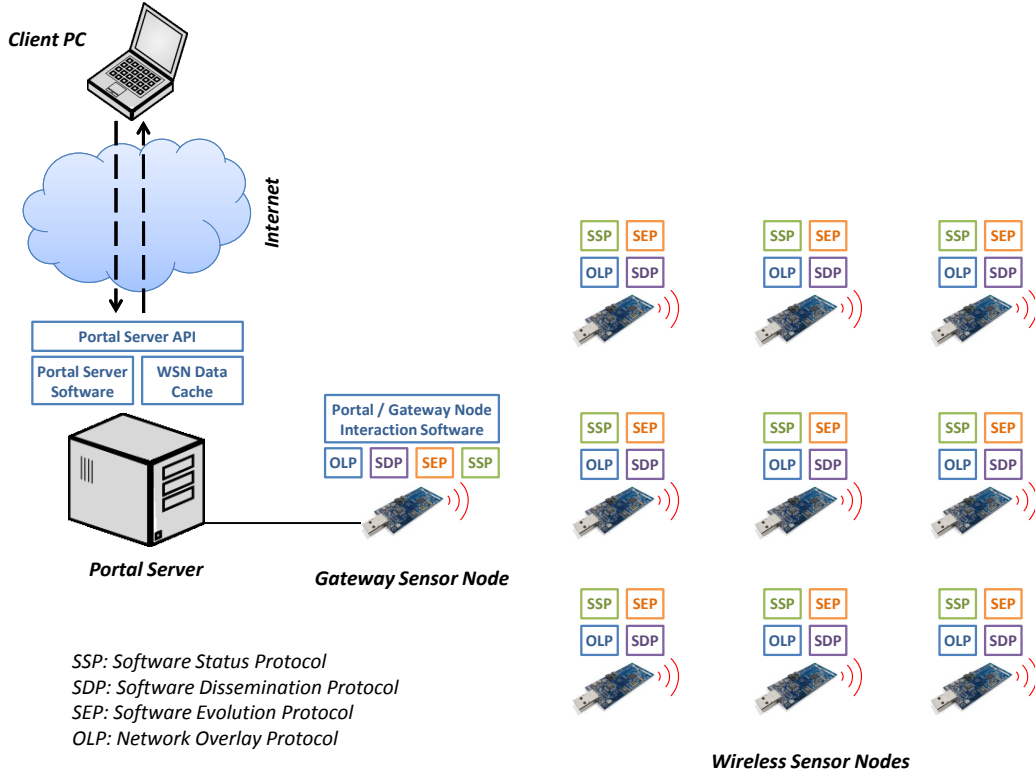 Client PC
Internet
Portal Server API
Portal Server
Software
WSN Data
Cache
Portal Server
Portal / Gateway Node
Interaction Software
OLP SDP SEP SSP
Gateway Sensor Node
SSP SEP SSP SEP SSP SEP
OLP SDP OLP SDP OLP SDP
SSP SEP SSP SEP SSP SEP
OLP SDP OLP SDP OLP SDP
SSP SEP SSP SEP SSP SEP
OLP SDP OLP SDP OLP SDP
Wireless Sensor Nodes
SSP: Software Status Protocol
SDP: Software Dissemination Protocol
SEP: Software Evolution Protocol
OLP: Network Overlay Protocol